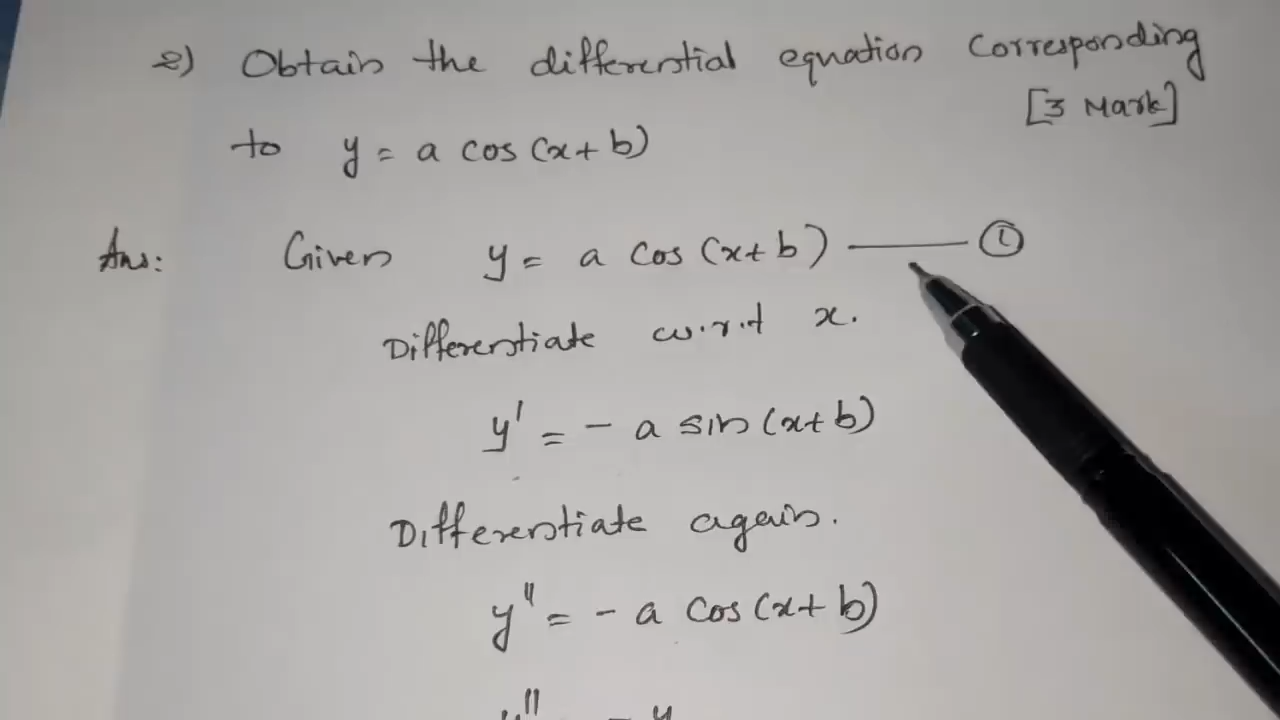 2) Obtain the differential equation corresponding
[3 Mark]
to y = a cos (x+b)
Ans: Given y = a cos (x+b) —— ①
Differentiate w.r.t x.
y' = - a sin (x+b)
Differentiate again.
y'' = - a cos (x+b)
y'' = - y